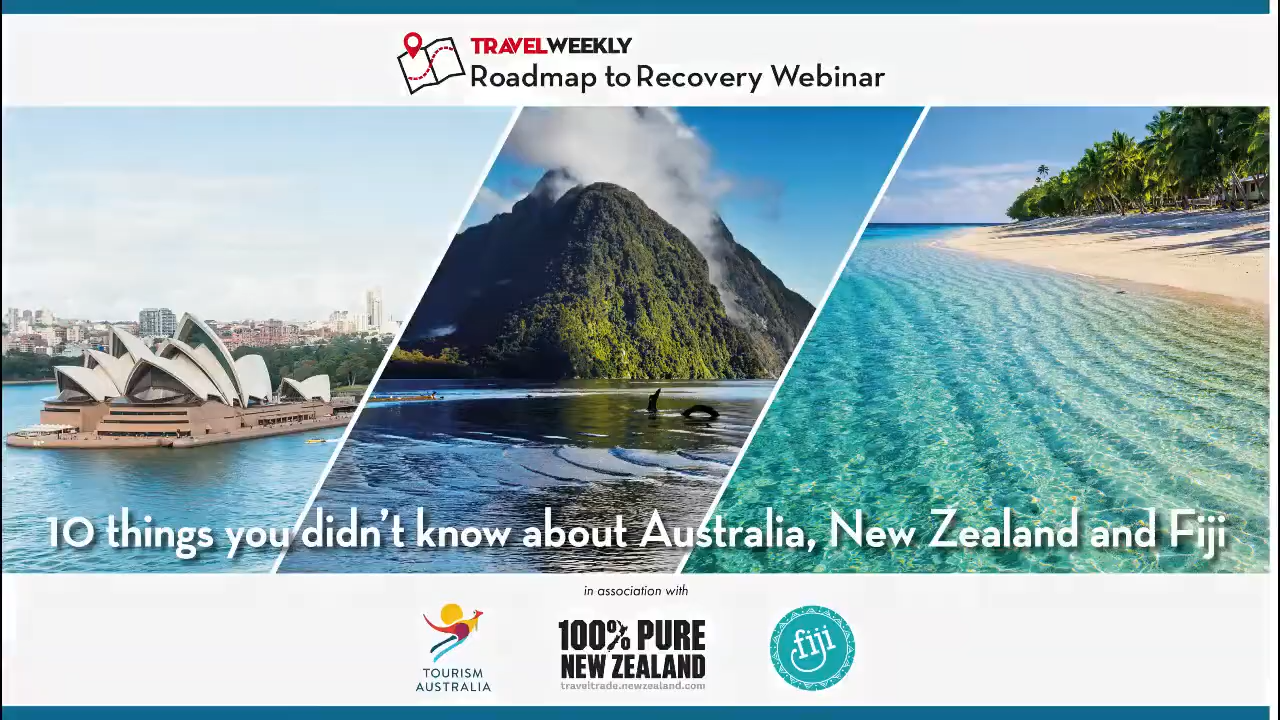 TRAVELWEEKLY
Roadmap to Recovery Webinar
10 things you didn't know about Australia, New Zealand and Fiji
in association with
TOURISM
AUSTRALIA
100% PURE
NEW ZEALAND
traveltrade.newzealand.com
fiji